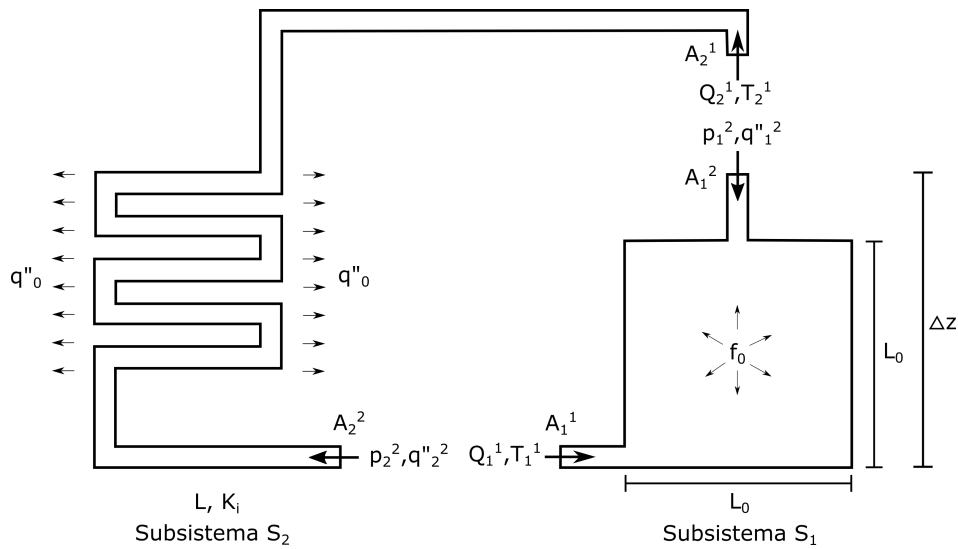 A₂¹
Q₂¹,T₂¹
p₁²,q"₁²
A₁²
q"₀
q"₀
Δz
L₀
f₀
A₂²
A₁¹
p₂²,q"₂²
Q₁¹,T₁¹
L, Kᵢ
Subsistema S₂
L₀
Subsistema S₁